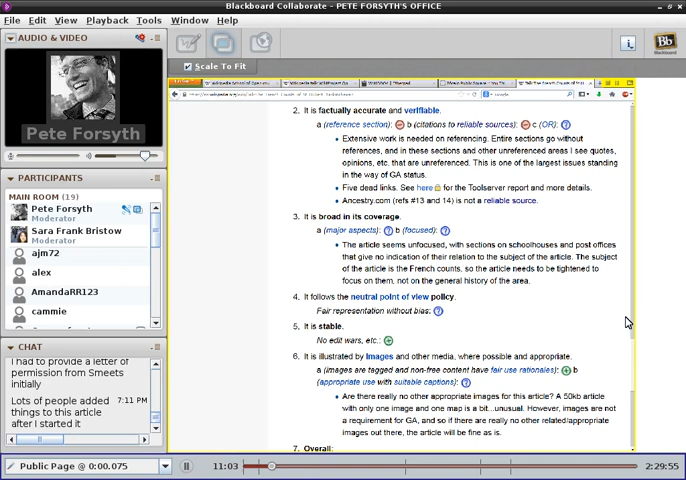 Blackboard Collaborate - PETE FORSYTH'S OFFICE
File Edit View Playback Tools Window Help
AUDIO & VIDEO
Pete Forsyth
PARTICIPANTS
MAIN ROOM (19)
Pete Forsyth
Moderator
Sara Frank Bristow
Moderator
ajm72
alex
AmandaRR123
cammie
CHAT
I had to provide a letter of
permission from Smeets
initially
Lots of people added 7:11 PM
things to this article
after I started it
Scale To Fit
Bb
2. It is factually accurate and verifiable.
a (reference section): b (citations to reliable sources): c (OR):
Extensive work is needed on referencing. Entire sections go without
references, and in these sections and other unreferenced areas I see quotes,
opinions, etc. that are unreferenced. This is one of the largest issues standing
in the way of GA status.
Five dead links. See here for the Toolserver report and more details.
Ancestry.com (refs #13 and 14) is not a reliable source.
3. It is broad in its coverage.
a (major aspects): b (focused):
The article seems unfocused, with sections on schoolhouses and post offices
that give no indication of their relation to the subject of the article. The subject
of the article is the French counts, so the article needs to be tightened to
focus on them, not on the general history of the area.
4. It follows the neutral point of view policy.
Fair representation without bias:
5. It is stable.
No edit wars, etc.:
6. It is illustrated by images and other media, where possible and appropriate.
a (images are tagged and non-free content have fair use rationales): b
(appropriate use with suitable captions):
Are there really no other appropriate images for this article? A 50kb article
with only one image and one map is a bit...unusual. However, images are not
a requirement for GA, and so if there are really no other related/appropriate
images out there, the article will be fine as is.
7. Overall:
Public Page @ 0:00.075 11:03 2:29:55